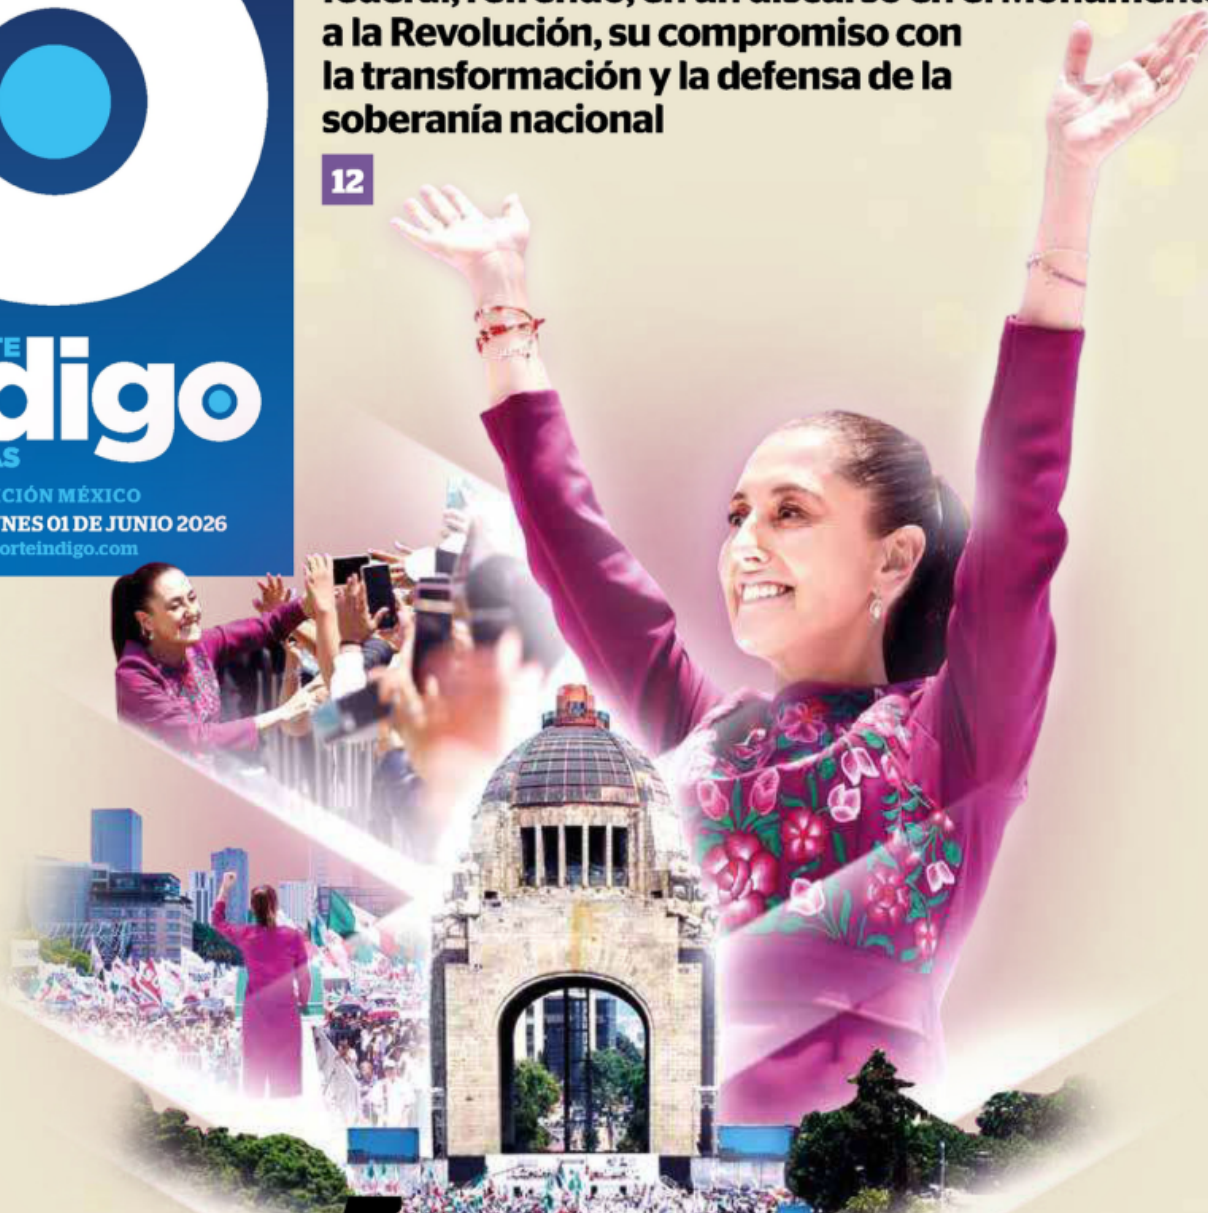 a la Revolución, su compromiso con
la transformación y la defensa de la
soberanía nacional
12
digo
CIÓN MÉXICO
NES 01 DE JUNIO 2026
orteindigo.com